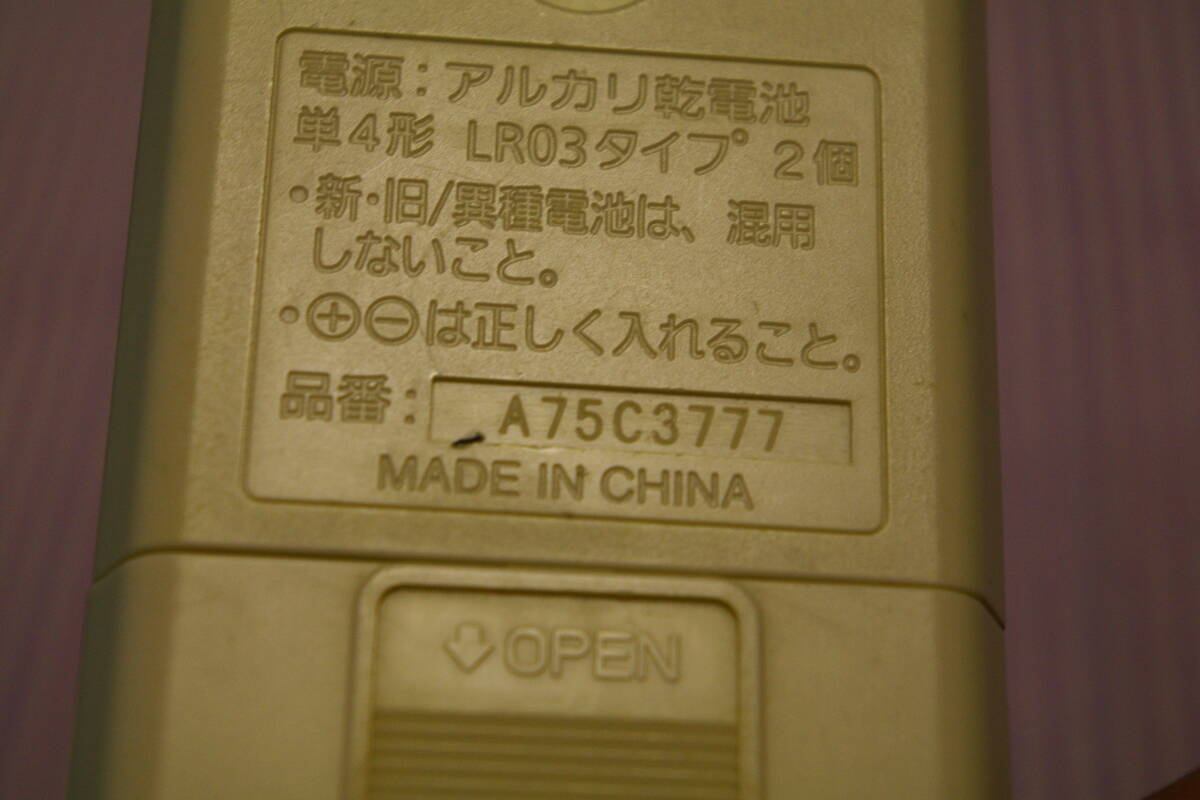 電源：アルカリ乾電池
単4形 LR03タイプ 2個
・新・旧/異種電池は、混用
しないこと。
・⊕⊖は正しく入れること。
品番： A75C3777
MADE IN CHINA
OPEN